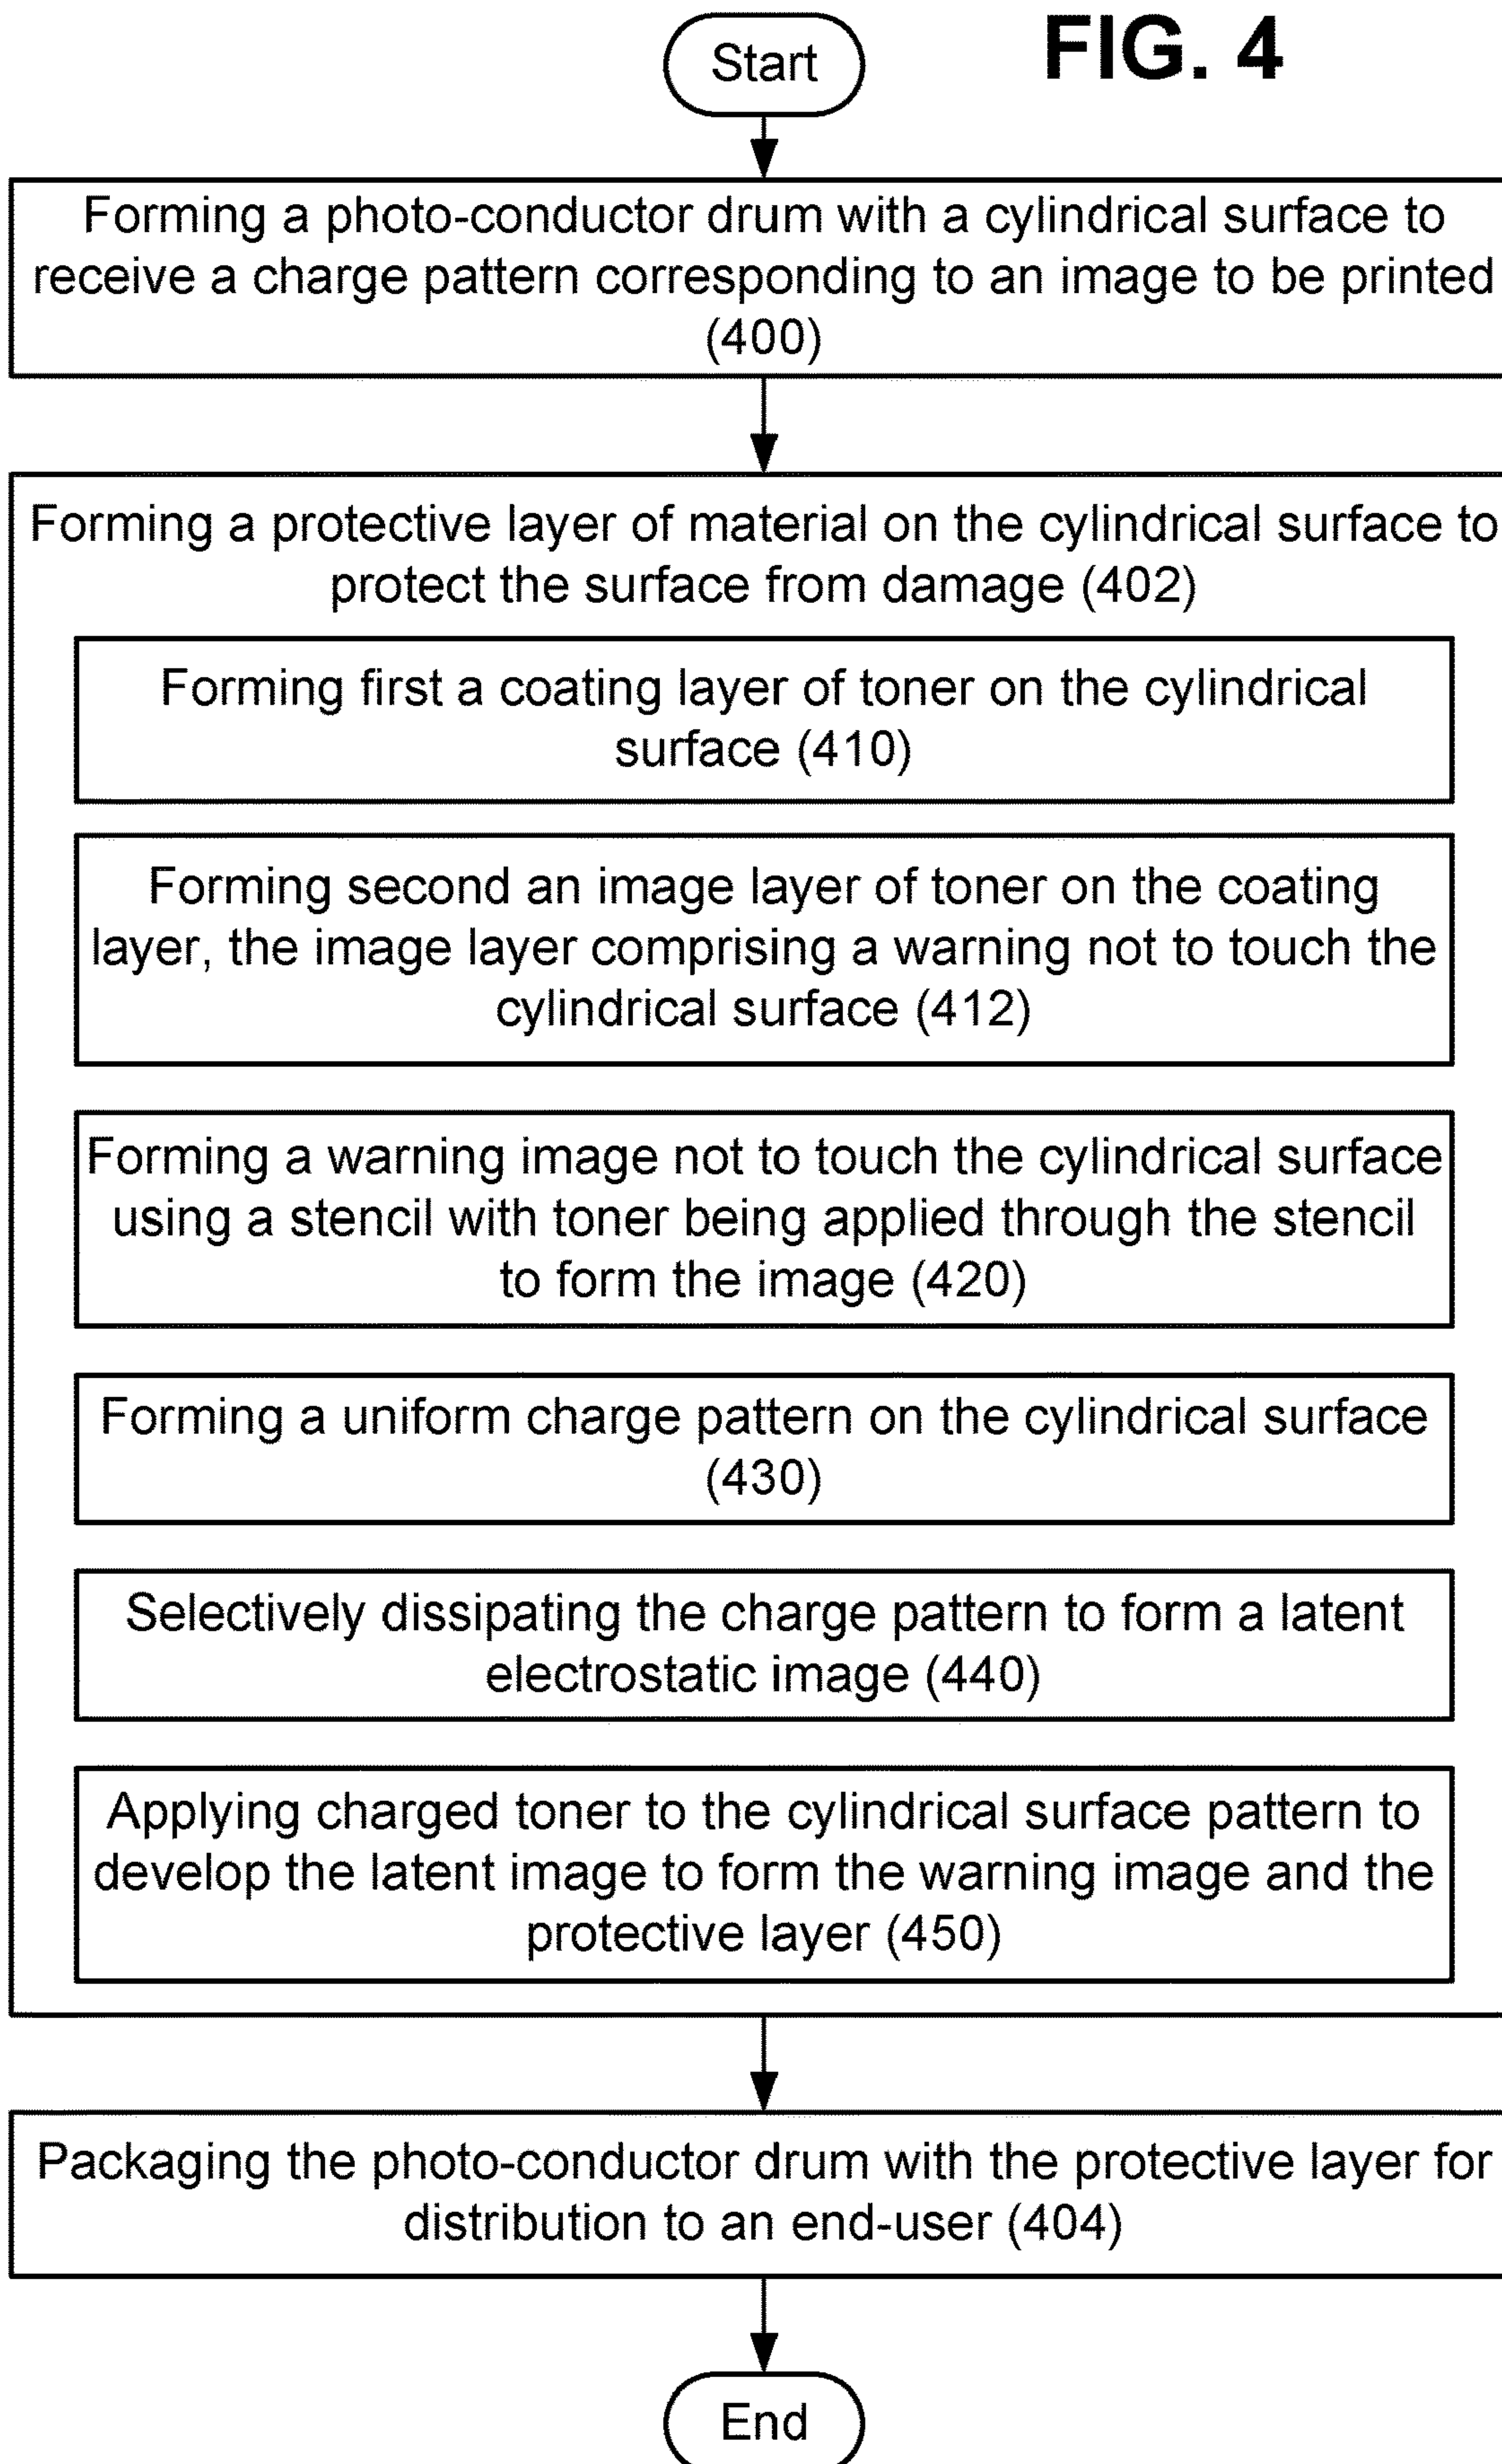 Start
FIG. 4
Forming a photo-conductor drum with a cylindrical surface to
receive a charge pattern corresponding to an image to be printed
(400)
Forming a protective layer of material on the cylindrical surface to
protect the surface from damage (402)
Forming first a coating layer of toner on the cylindrical
surface (410)
Forming second an image layer of toner on the coating
layer, the image layer comprising a warning not to touch the
cylindrical surface (412)
Forming a warning image not to touch the cylindrical surface
using a stencil with toner being applied through the stencil
to form the image (420)
Forming a uniform charge pattern on the cylindrical surface
(430)
Selectively dissipating the charge pattern to form a latent
electrostatic image (440)
Applying charged toner to the cylindrical surface pattern to
develop the latent image to form the warning image and the
protective layer (450)
Packaging the photo-conductor drum with the protective layer for
distribution to an end-user (404)
End